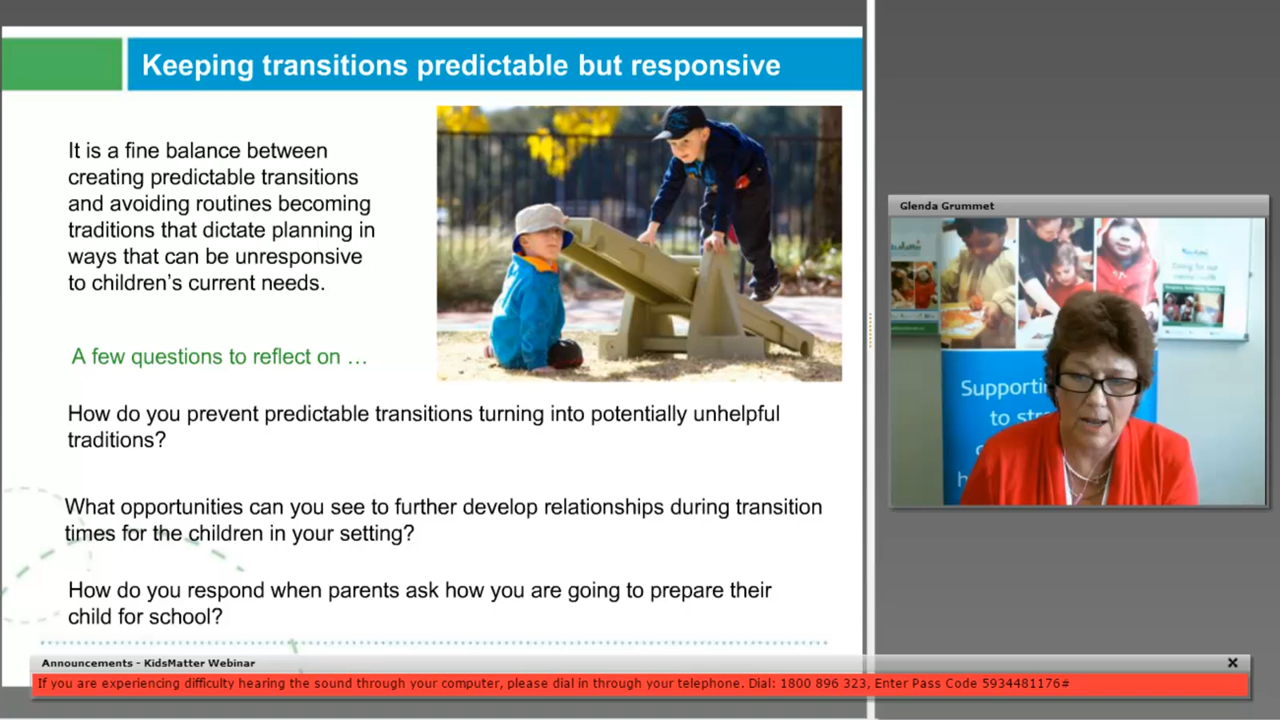 Keeping transitions predictable but responsive
It is a fine balance between
creating predictable transitions
and avoiding routines becoming
traditions that dictate planning in
ways that can be unresponsive
to children's current needs.
A few questions to reflect on …
How do you prevent predictable transitions turning into potentially unhelpful
traditions?
What opportunities can you see to further develop relationships during transition
times for the children in your setting?
How do you respond when parents ask how you are going to prepare their
child for school?
Glenda Grummet
Supporti
to str
Announcements - KidsMatter Webinar
If you are experiencing difficulty hearing the sound through your computer, please dial in through your telephone. Dial: 1800 896 323, Enter Pass Code 5934481176#